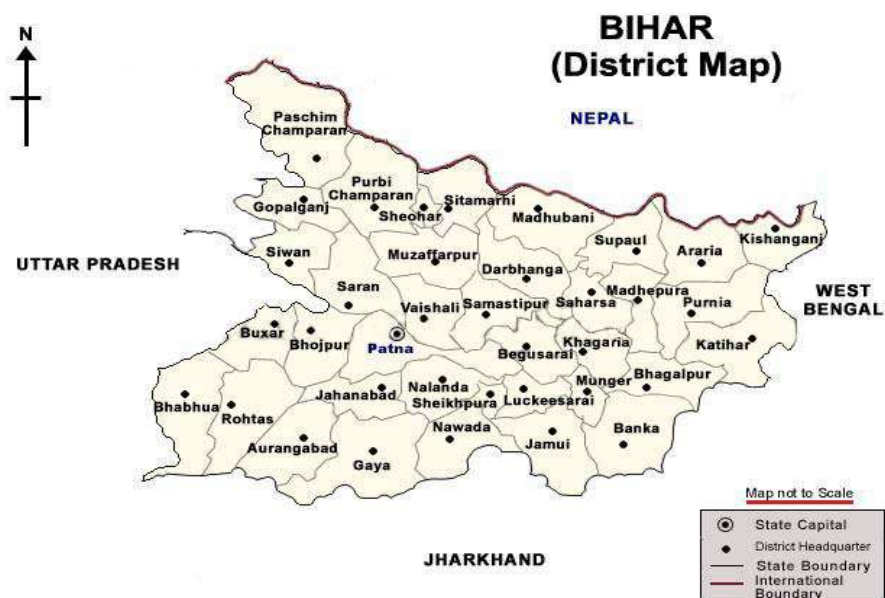 BIHAR
(District Map)
N
NEPAL
UTTAR PRADESH
WEST
BENGAL
JHARKHAND
Paschim
Champaran
Purbi
Champaran
Gopalganj
Sheohar
Sitamarhi
Madhubani
Supaul
Araria
Kishanganj
Siwan
Muzaffarpur
Darbhanga
Saran
Vaishali
Samastipur
Saharsa
Madhepura
Purnia
Buxar
Bhojpur
Patna
Begusarai
Khagaria
Katihar
Bhabhua
Rohtas
Jahanabad
Nalanda
Sheikhpura
Luckeesarai
Munger
Bhagalpur
Aurangabad
Gaya
Nawada
Jamui
Banka
Map not to Scale
State Capital
District Headquarter
State Boundary
International
Boundary